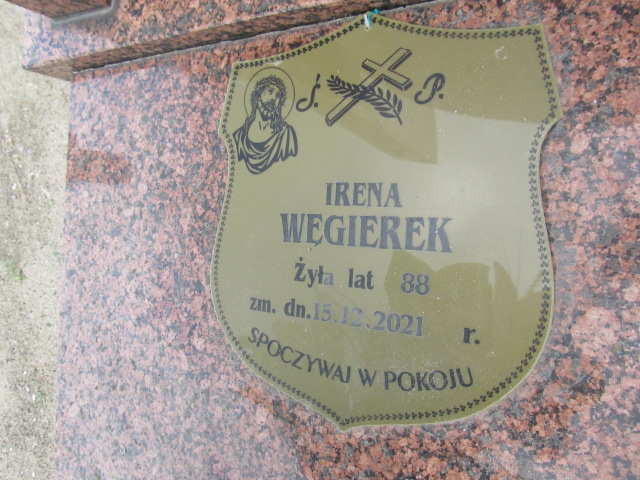 Ś. P.
IRENA
WĘGIEREK
Żyła lat 88
zm. dn. 15.12.2021 r.
SPOCZYWAJ W POKOJU